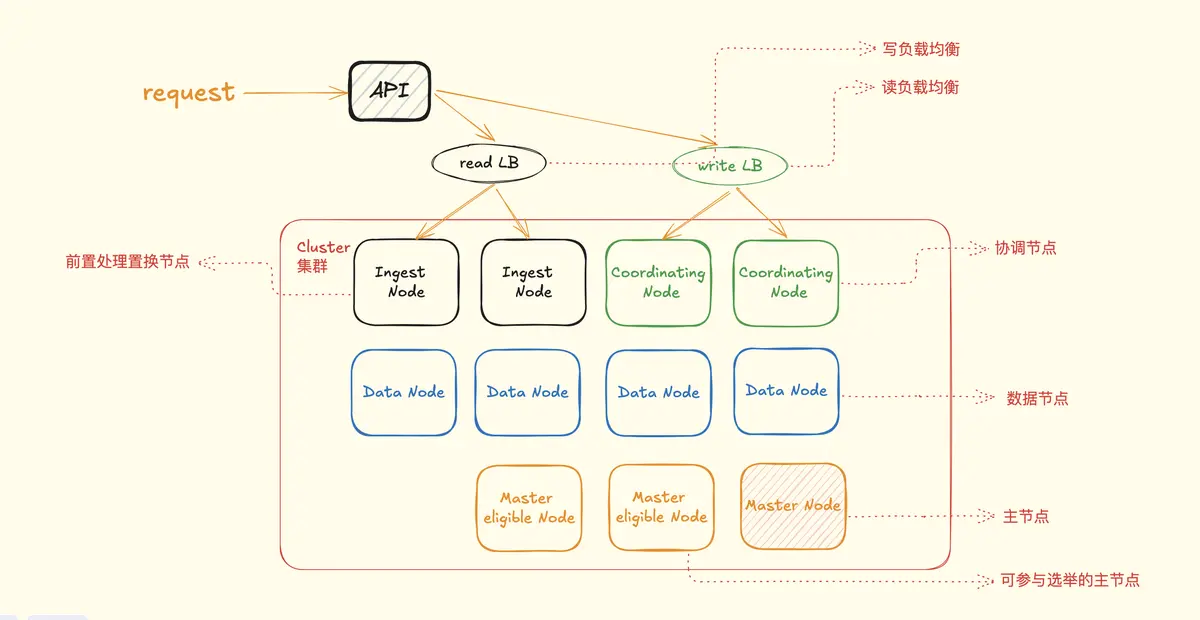 写负载均衡
读负载均衡
request
API
read LB
write LB
Cluster
集群
前置处理置换节点
Ingest
Node
Ingest
Node
Coordinating
Node
Coordinating
Node
协调节点
Data Node
Data Node
Data Node
Data Node
数据节点
Master
eligible Node
Master
eligible Node
Master Node
主节点
可参与选举的主节点